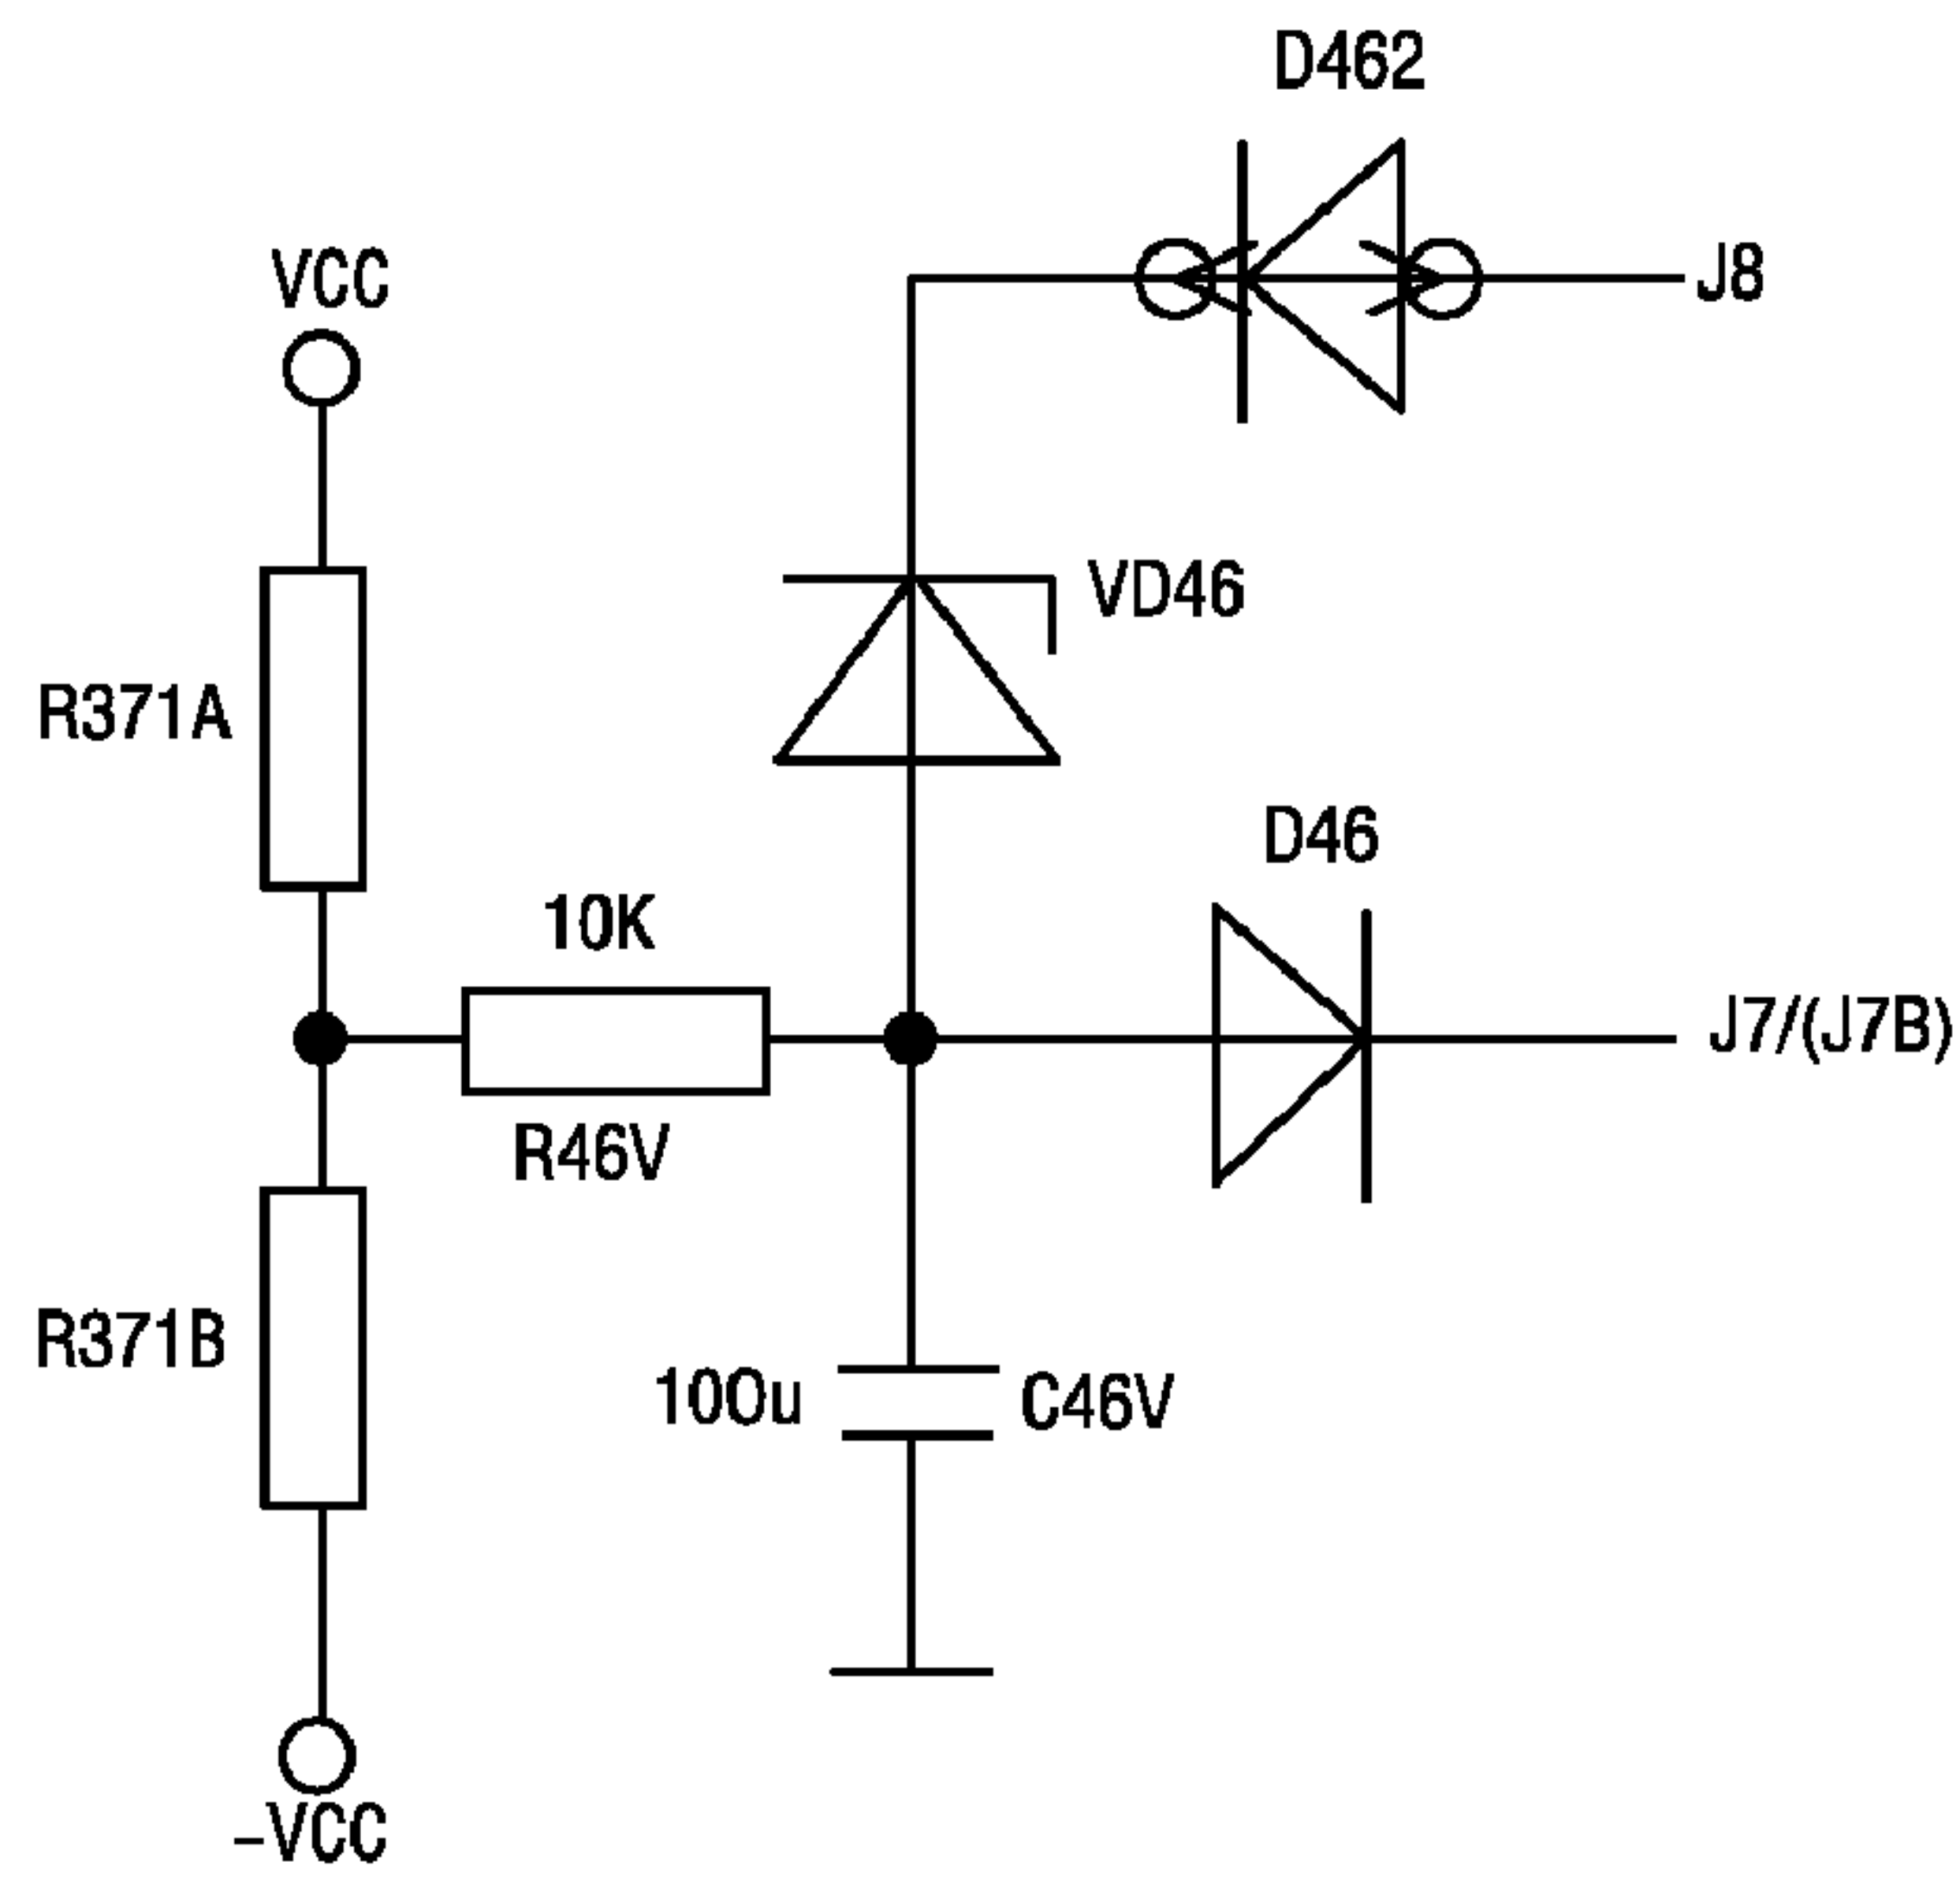 D462
VCC
J8
VD46
R371A
D46
10K
J7/(J7B)
R46V
R371B
100u
C46V
-VCC